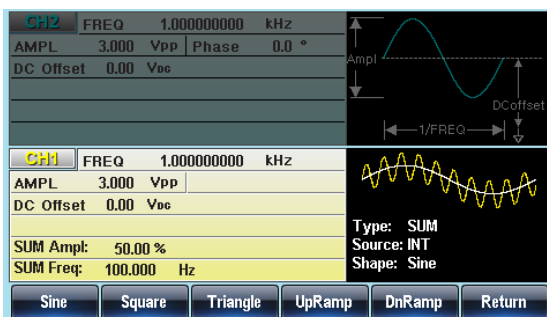 CH2 FREQ 1.000000000 kHz
AMPL 3.000 Vpp Phase 0.0 °
DC Offset 0.00 VDC
Ampl
DCoffset
1/FREQ
CH1 FREQ 1.000000000 kHz
AMPL 3.000 Vpp
DC Offset 0.00 VDC
SUM Ampl: 50.00 %
SUM Freq: 100.000 Hz
Type: SUM
Source: INT
Shape: Sine
Sine Square Triangle UpRamp DnRamp Return